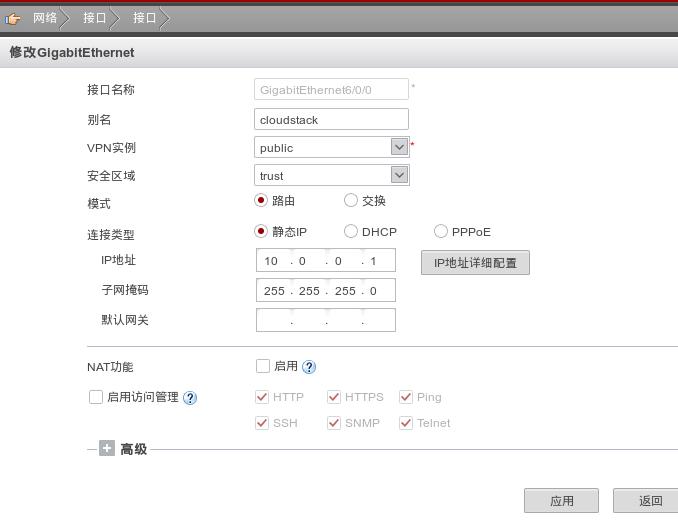 网络 接口 接口
修改GigabitEthernet
接口名称 GigabitEthernet6/0/0 *
别名 cloudstack
VPN实例 public *
安全区域 trust
模式 路由 交换
连接类型 静态IP DHCP PPPoE
IP地址 10 . 0 . 0 . 1 IP地址详细配置
子网掩码 255 . 255 . 255 . 0
默认网关 . . .
NAT功能 启用 ?
启用访问管理 ? HTTP HTTPS Ping
SSH SNMP Telnet
+ 高级
应用 返回